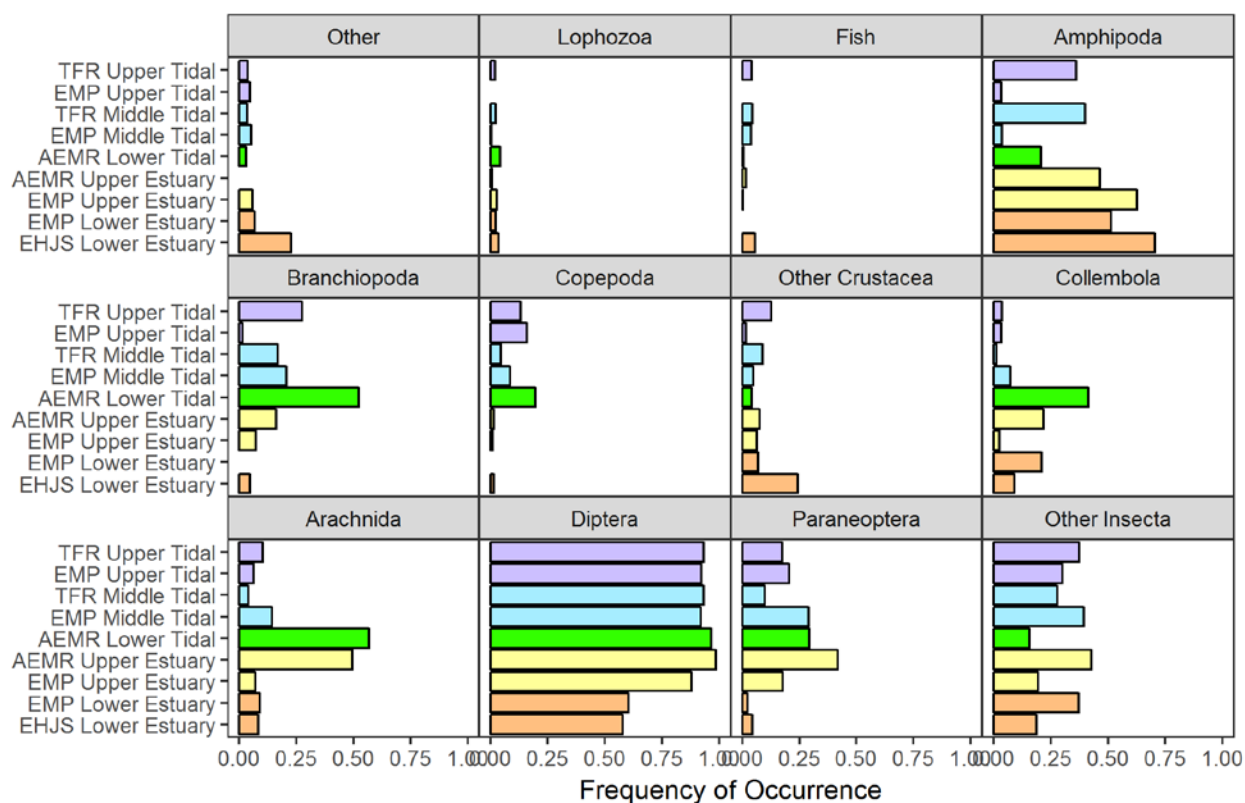 Other Lophozoa Fish Amphipoda
TFR Upper Tidal
EMP Upper Tidal
TFR Middle Tidal
EMP Middle Tidal
AEMR Lower Tidal
AEMR Upper Estuary
EMP Upper Estuary
EMP Lower Estuary
EHJS Lower Estuary
Branchiopoda Copepoda Other Crustacea Collembola
TFR Upper Tidal
EMP Upper Tidal
TFR Middle Tidal
EMP Middle Tidal
AEMR Lower Tidal
AEMR Upper Estuary
EMP Upper Estuary
EMP Lower Estuary
EHJS Lower Estuary
Arachnida Diptera Paraneoptera Other Insecta
TFR Upper Tidal
EMP Upper Tidal
TFR Middle Tidal
EMP Middle Tidal
AEMR Lower Tidal
AEMR Upper Estuary
EMP Upper Estuary
EMP Lower Estuary
EHJS Lower Estuary
0.00 0.25 0.50 0.75 1.00 0.00 0.25 0.50 0.75 1.00 0.00 0.25 0.50 0.75 1.00 0.00 0.25 0.50 0.75 1.00
Frequency of Occurrence